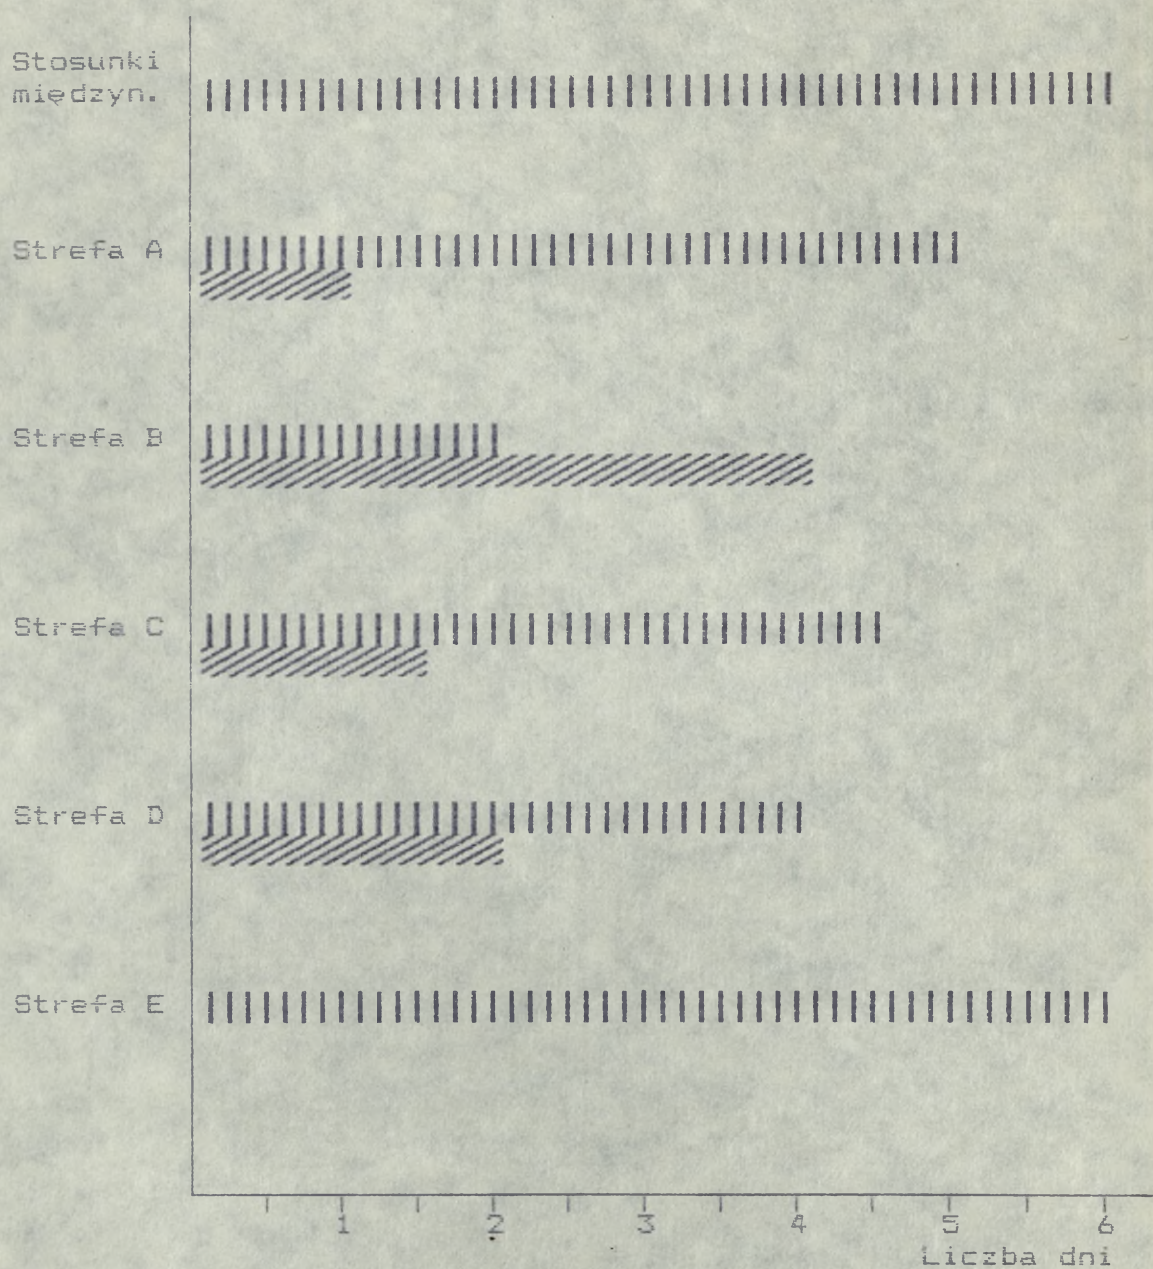 Stosunki
międzyn.
Strefa A
Strefa B
Strefa C
Strefa D
Strefa E
1 2 3 4 5 6
Liczba dni